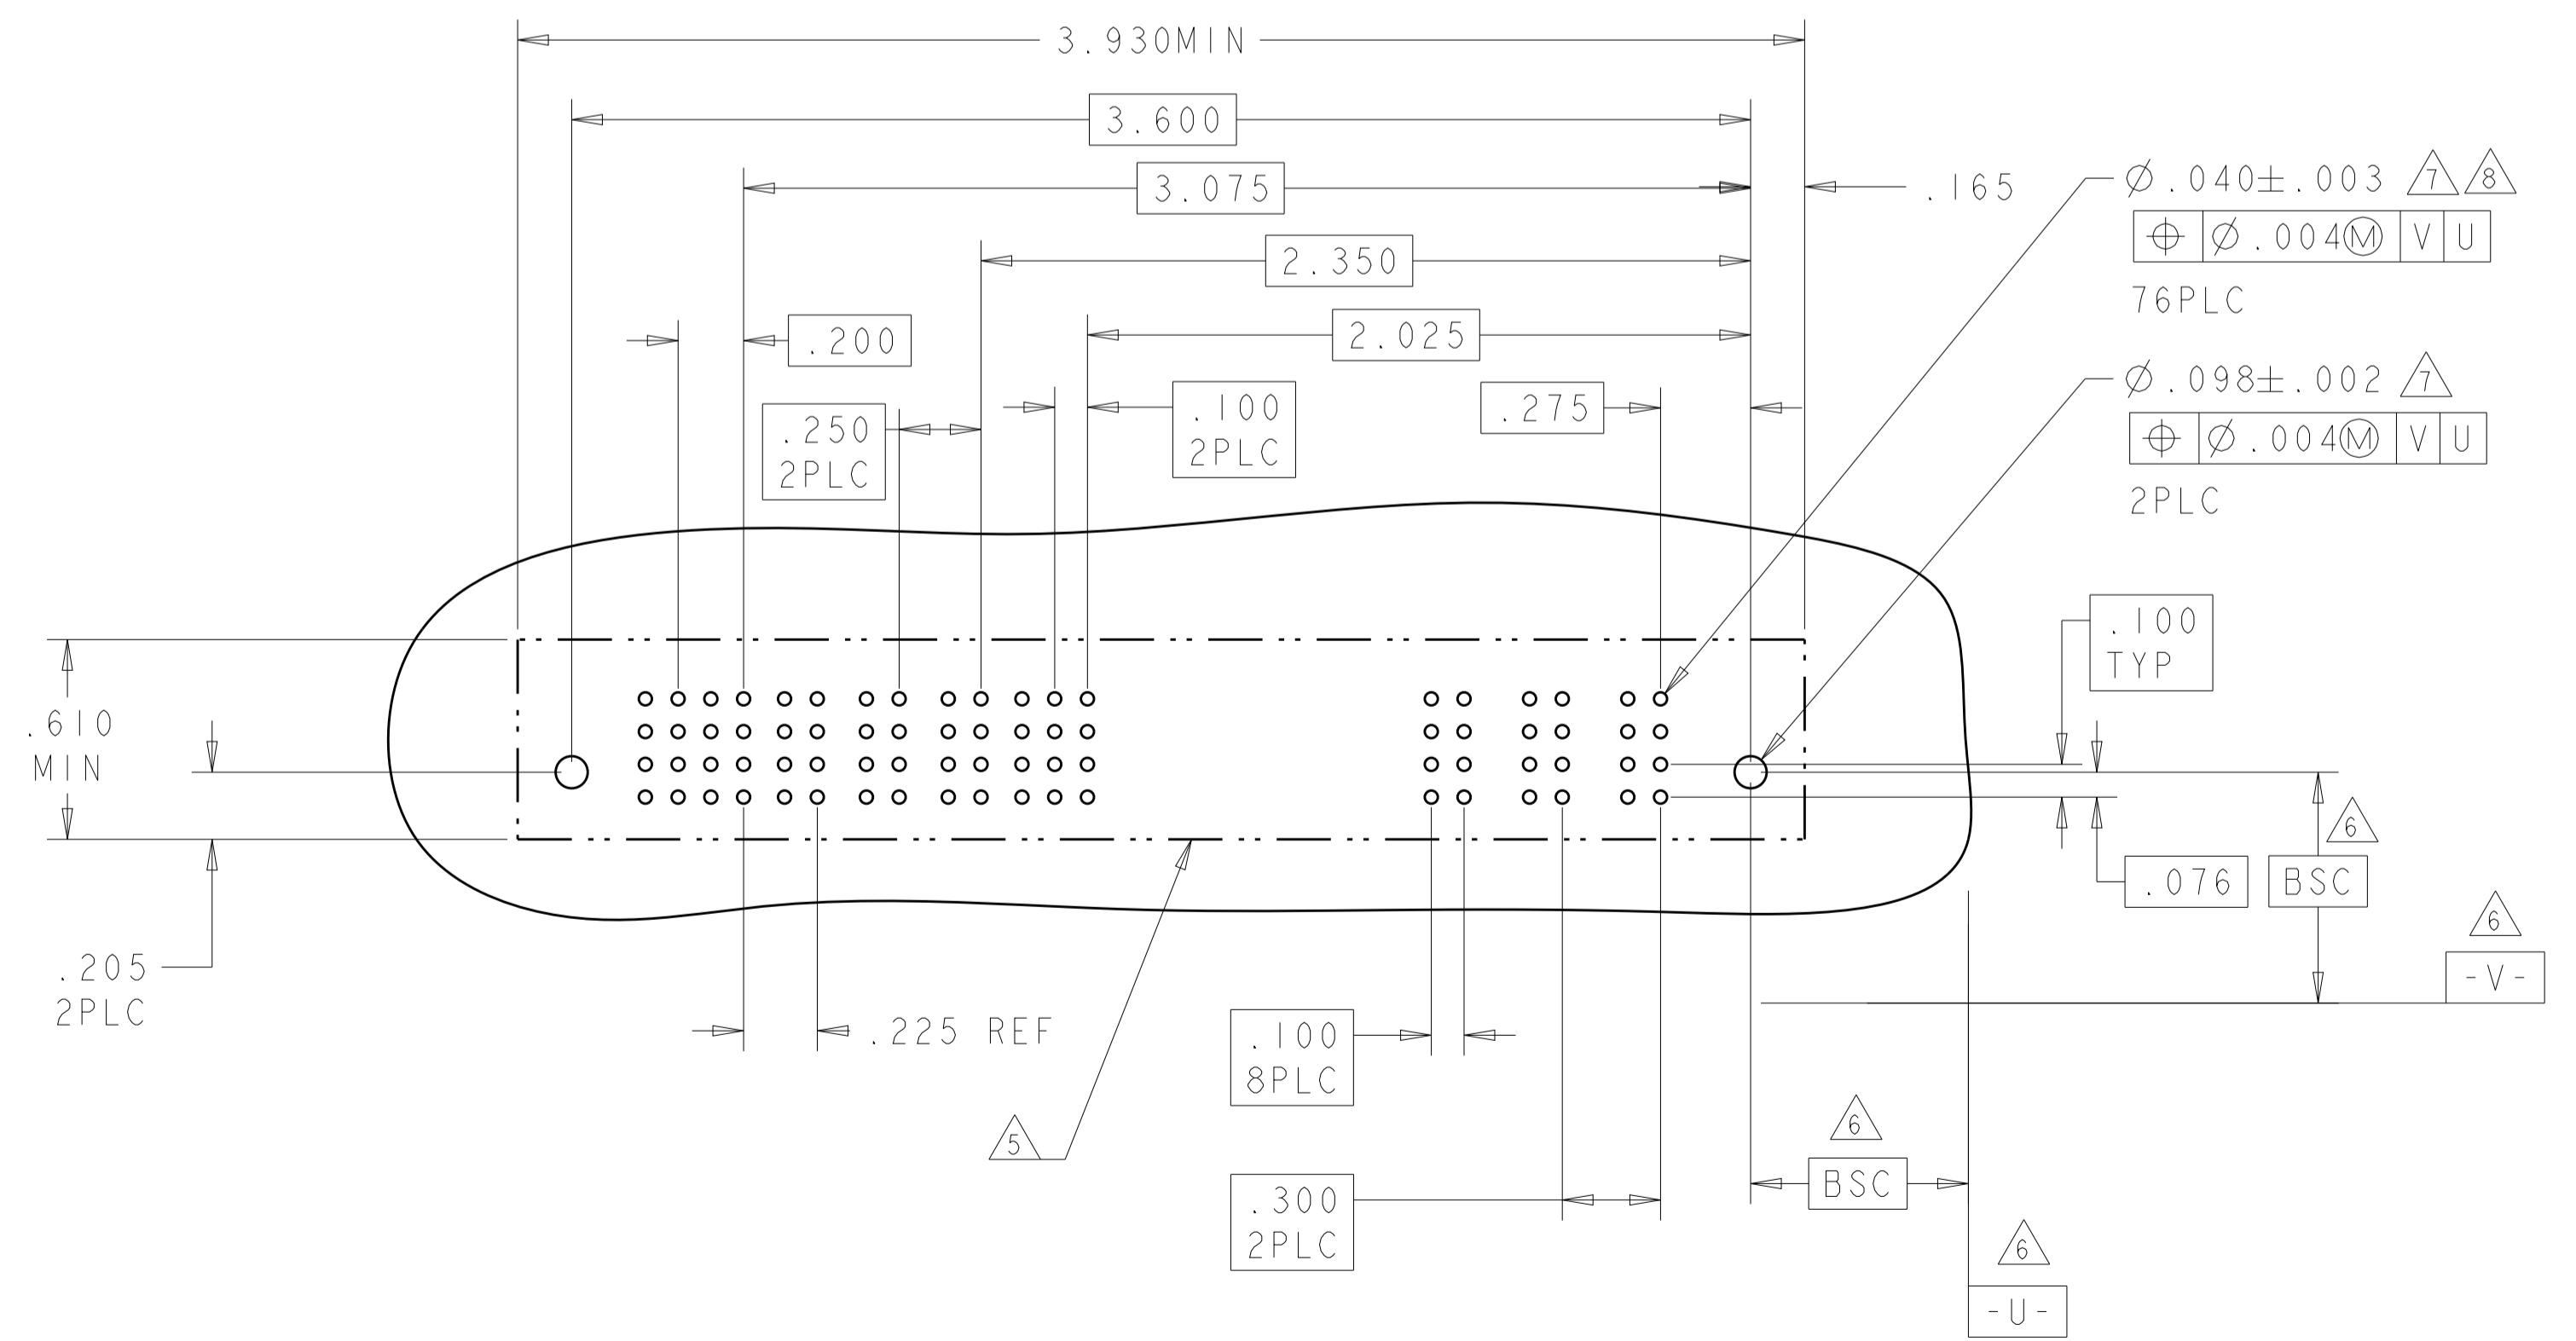 3.930MIN
3.600
3.075
.165
2.350
2.025
.200
.250
2PLC
.100
2PLC
.275
⌀.040±.003 7 8
⌖ ⌀.004Ⓜ V U
76PLC
⌀.098±.002 7
⌖ ⌀.004Ⓜ V U
2PLC
.100
TYP
.610
MIN
.076
6
BSC
6
-V-
.205
2PLC
.225 REF
.100
8PLC
5
6
BSC
.300
2PLC
6
-U-